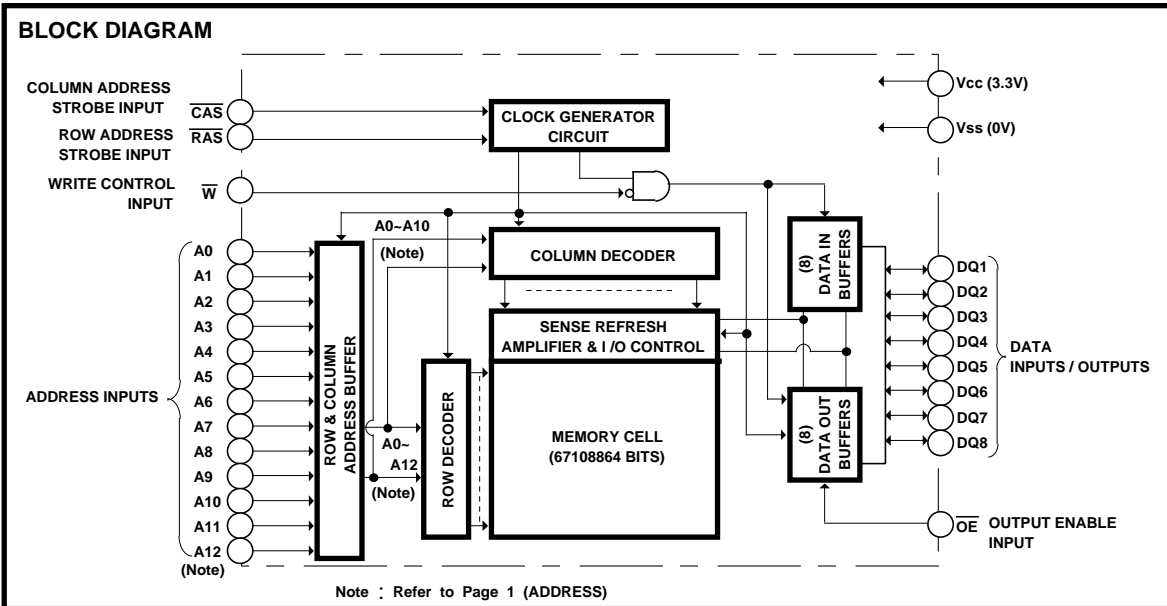 BLOCK DIAGRAM
COLUMN ADDRESS
STROBE INPUT
CAS
ROW ADDRESS
STROBE INPUT
RAS
WRITE CONTROL
INPUT
W
CLOCK GENERATOR
CIRCUIT
Vcc (3.3V)
Vss (0V)
ADDRESS INPUTS
A0
A1
A2
A3
A4
A5
A6
A7
A8
A9
A10
A11
A12
(Note)
ROW & COLUMN
ADDRESS BUFFER
A0~A10
(Note)
COLUMN DECODER
SENSE REFRESH
AMPLIFIER & I /O CONTROL
A0~
A12
(Note)
ROW DECODER
MEMORY CELL
(67108864 BITS)
(8)
DATA IN
BUFFERS
(8)
DATA OUT
BUFFERS
DQ1
DQ2
DQ3
DQ4
DQ5
DQ6
DQ7
DQ8
DATA
INPUTS / OUTPUTS
OE
OUTPUT ENABLE
INPUT
Note : Refer to Page 1 (ADDRESS)